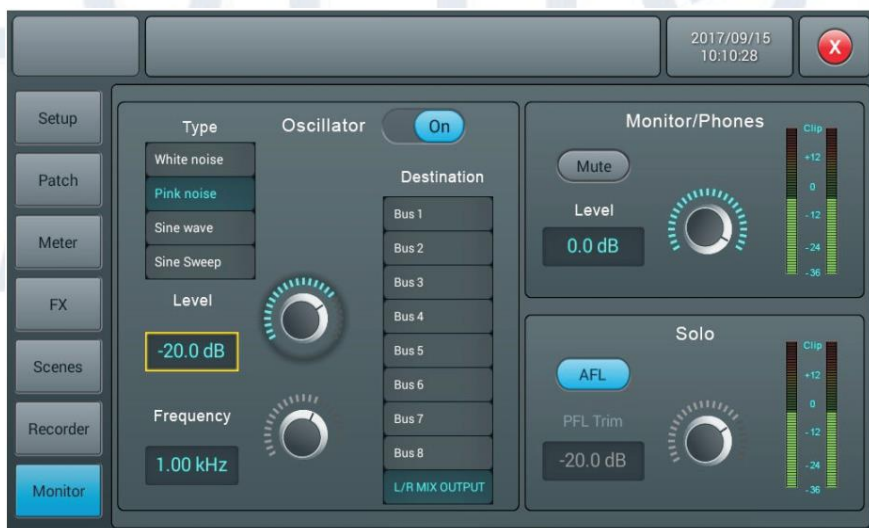 2017/09/15
10:10:28
X
Setup
Patch
Meter
FX
Scenes
Recorder
Monitor
Oscillator
On
Type
White noise
Pink noise
Sine wave
Sine Sweep
Level
-20.0 dB
Frequency
1.00 kHz
Destination
Bus 1
Bus 2
Bus 3
Bus 4
Bus 5
Bus 6
Bus 7
Bus 8
L/R MIX OUTPUT
Monitor/Phones
Mute
Level
0.0 dB
Clip
+12
0
-12
-24
-36
Solo
AFL
PFL Trim
-20.0 dB
Clip
+12
0
-12
-24
-36